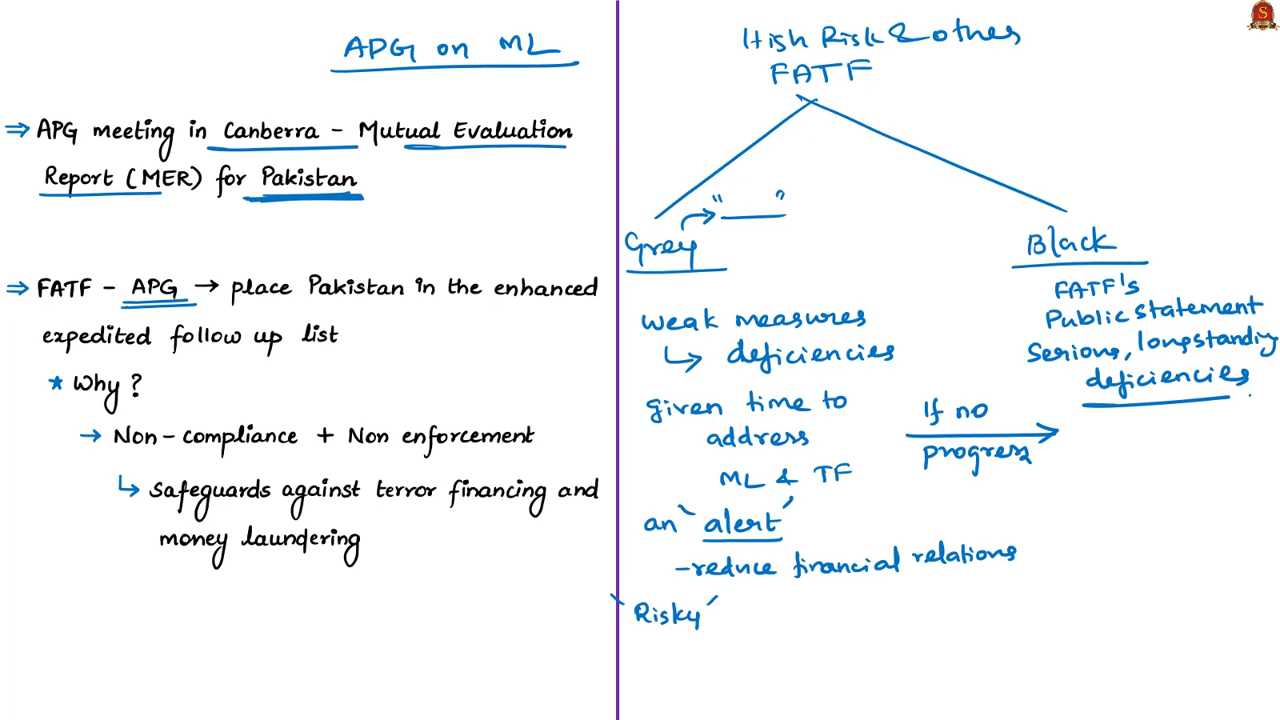 APG on ML
⇒ APG meeting in Canberra - Mutual Evaluation
Report (MER) for Pakistan
⇒ FATF - APG → place Pakistan in the enhanced
expedited follow up list
* Why?
→ Non-compliance + Non enforcement
↳ Safeguards against terror financing and
money laundering
High Risk & other
FATF
" "
Grey
weak measures
↳ deficiencies
given time to
address
ML & TF
an 'alert'
- reduce financial relations
'Risky'
If no
progress
Black
FATF's
Public statement
Serious, longstanding
deficiencies
S